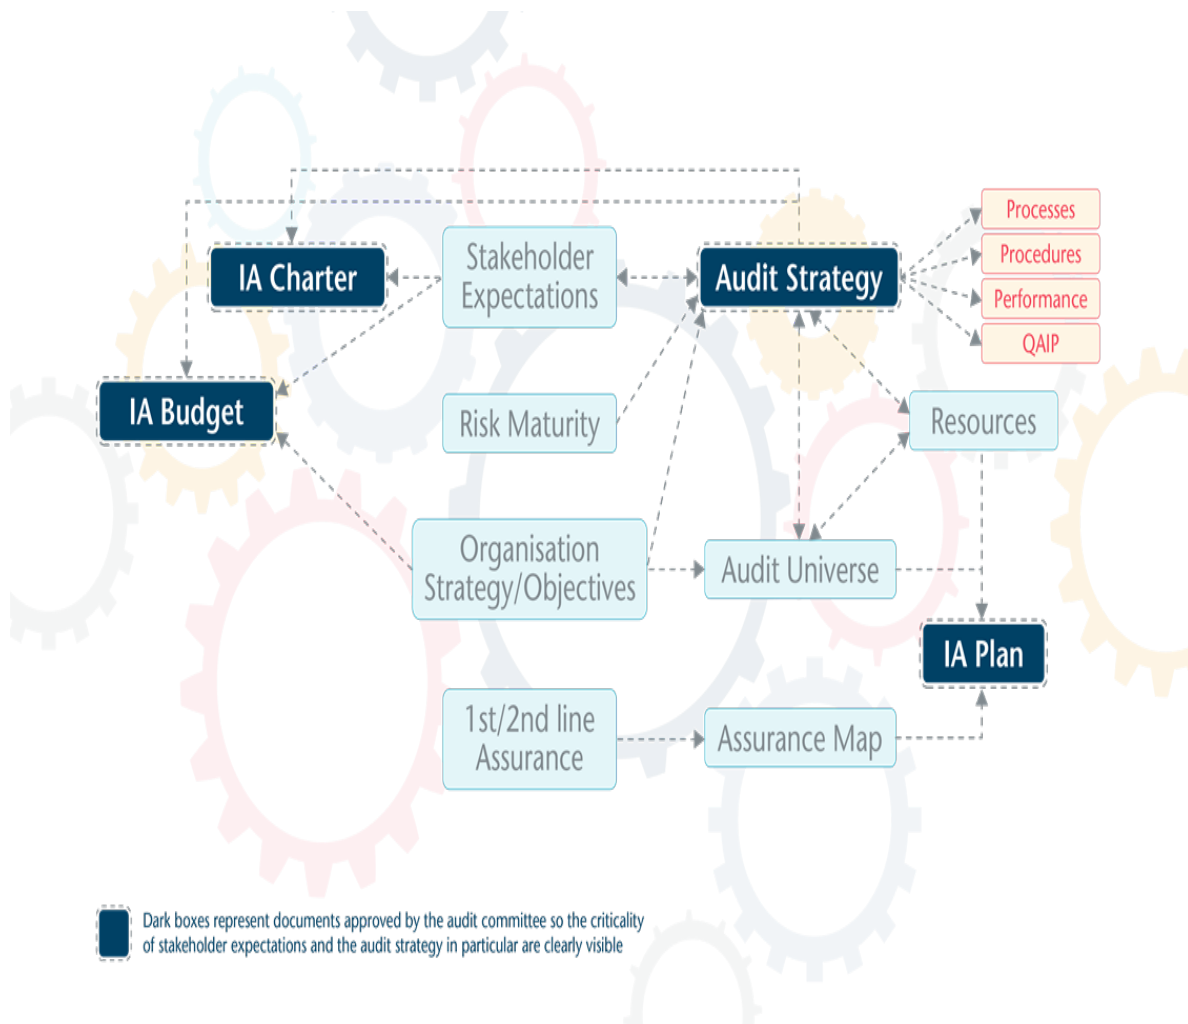 Processes
IA Charter
Stakeholder
Expectations
Audit Strategy
Procedures
Performance
QAIP
IA Budget
Risk Maturity
Resources
Organisation
Strategy/Objectives
Audit Universe
IA Plan
1st/2nd line
Assurance
Assurance Map
Dark boxes represent documents approved by the audit committee so the criticality
of stakeholder expectations and the audit strategy in particular are clearly visible